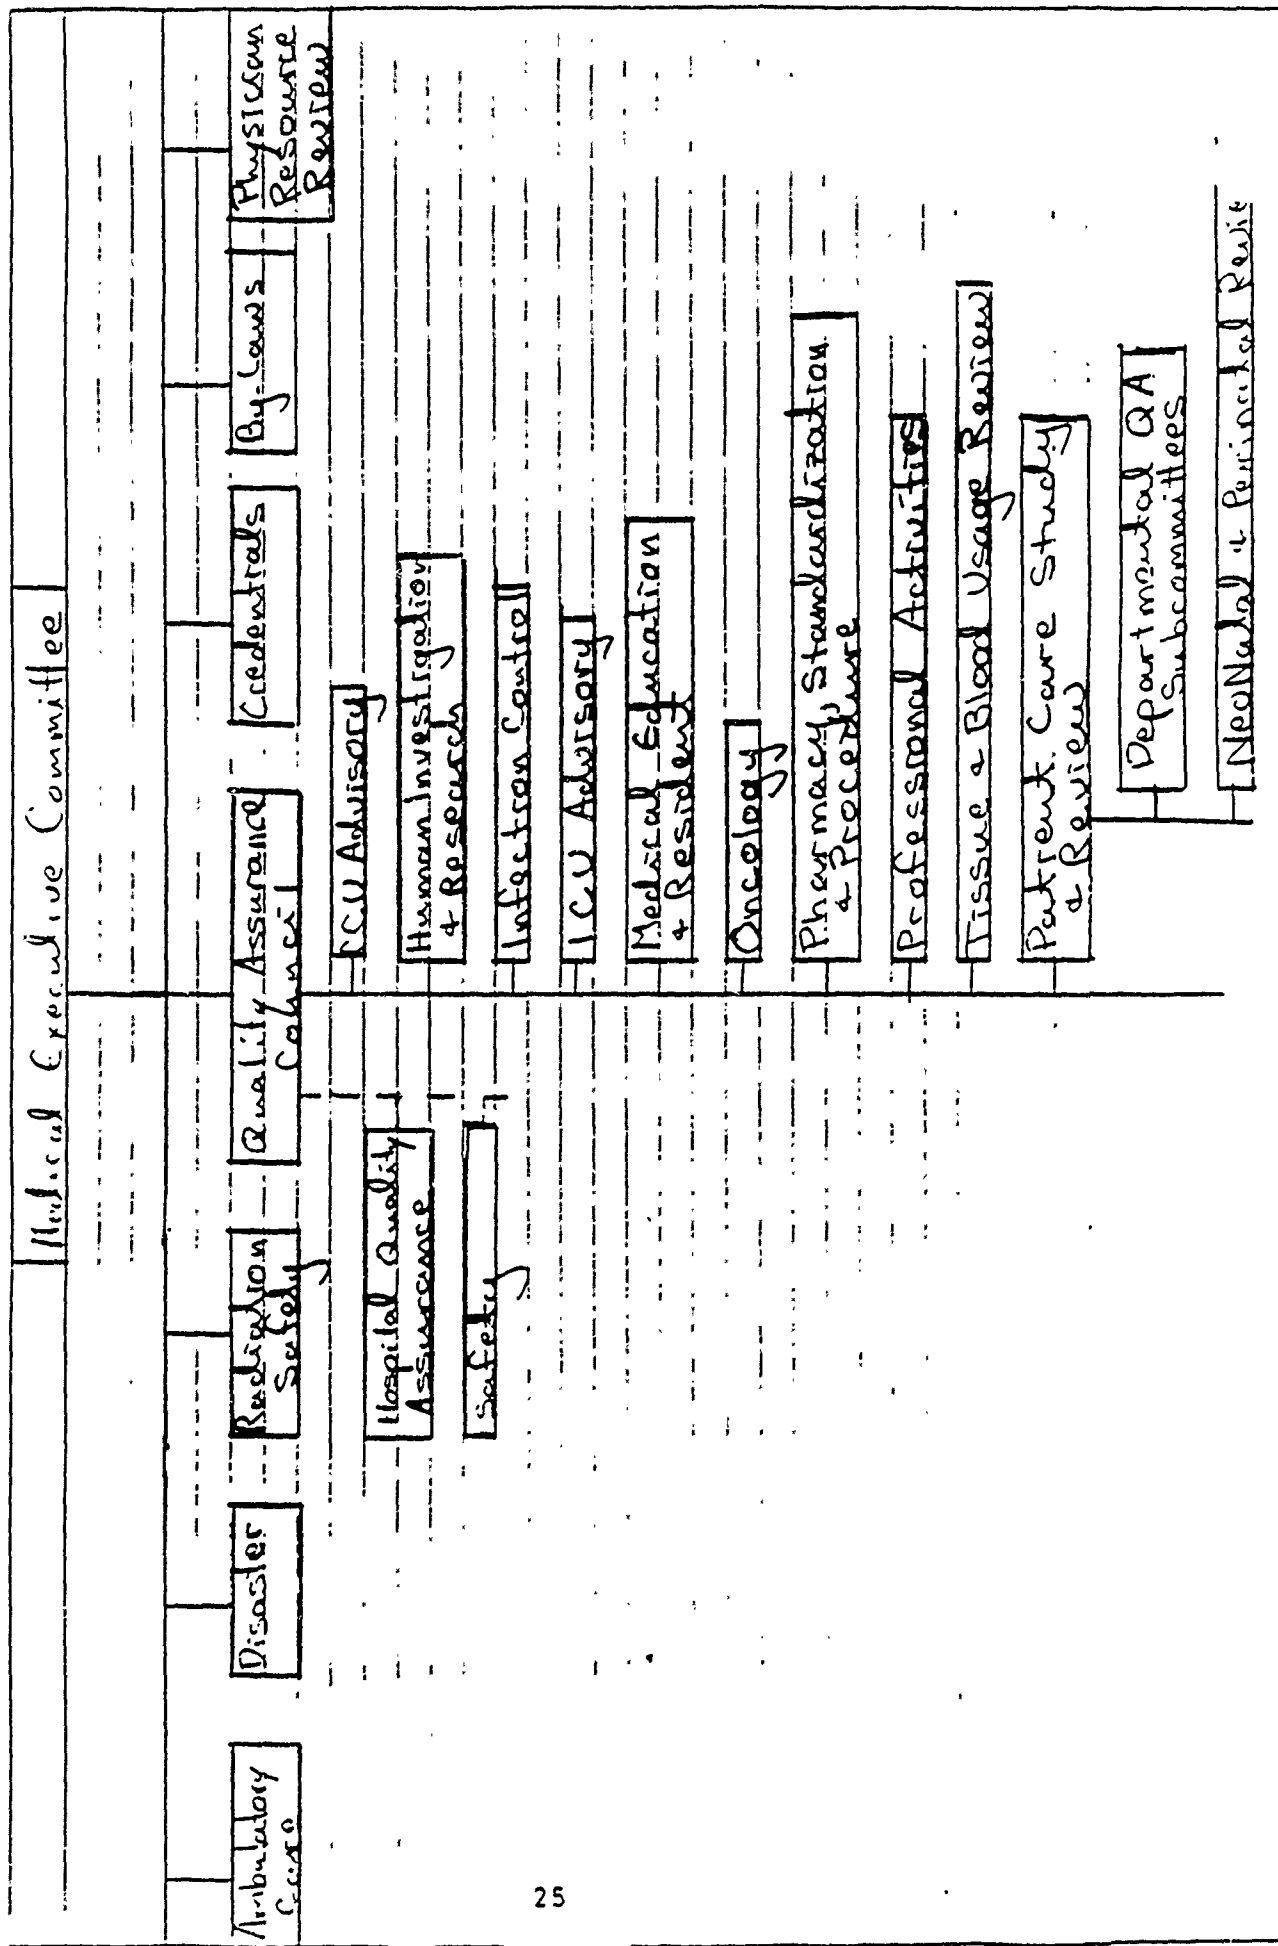 Medical Executive Committee
Ambulatory
Care
Disaster
Radiation
Safety
Quality Assurance
Council
Credentials
By-Laws
Physician
Resource
Review
Hospital Quality
Assurance
Safety
CCU Advisory
Human Investigation
& Research
Infection Control
ICU Advisory
Medical Education
& Resident
Oncology
Pharmacy, Standardization
& Procedure
Professional Activities
Tissue & Blood Usage Review
Patient Care Study
& Review
Departmental QA
Subcommittees
NeoNatal & Perinatal Revie
25